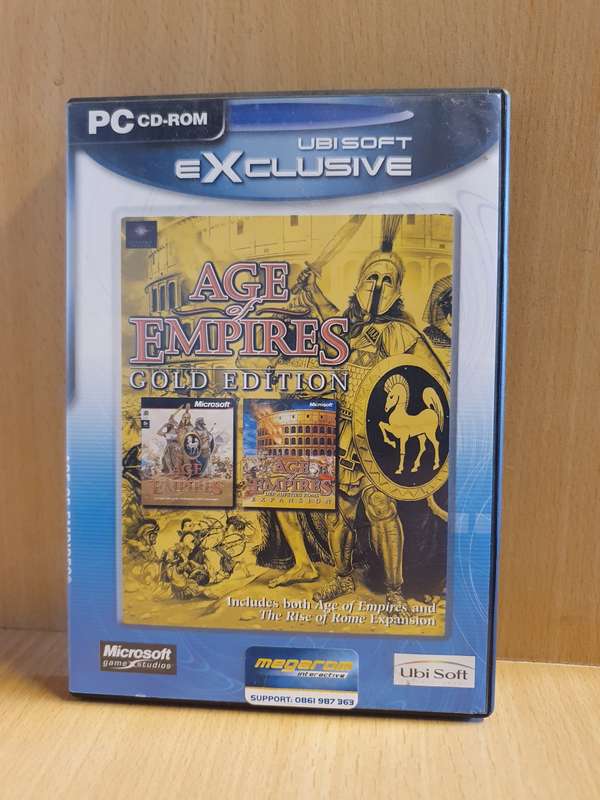 PC CD-ROM
UBI SOFT
eXCLUSIVE
AGE
of
EMPIRES
GOLD EDITION
Microsoft
AGE
EMPIRES
Microsoft
AGE
of
EMPIRES
EXPANSION
Includes both Age of Empires and
The Rise of Rome Expansion
Microsoft
game studios
megarom
interactive
SUPPORT: 0861 987 363
Ubi Soft